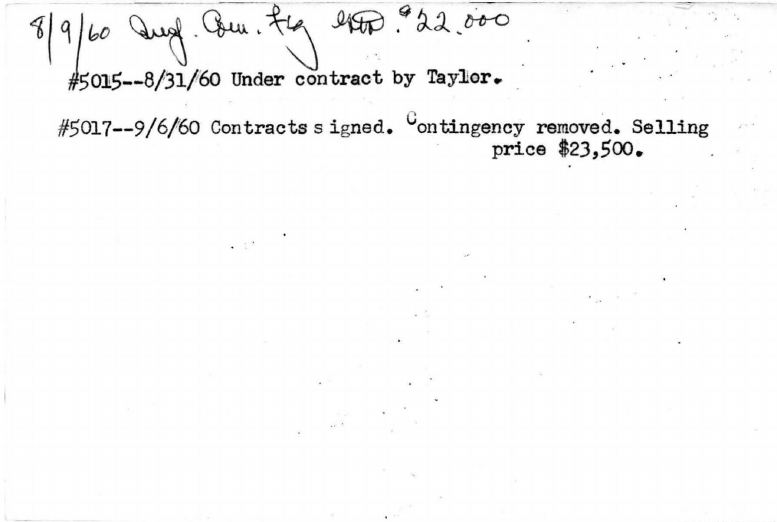 8/9/60 $22.000
#5015--8/31/60 Under contract by Taylor.
#5017--9/6/60 Contracts signed. Contingency removed. Selling
price $23,500.